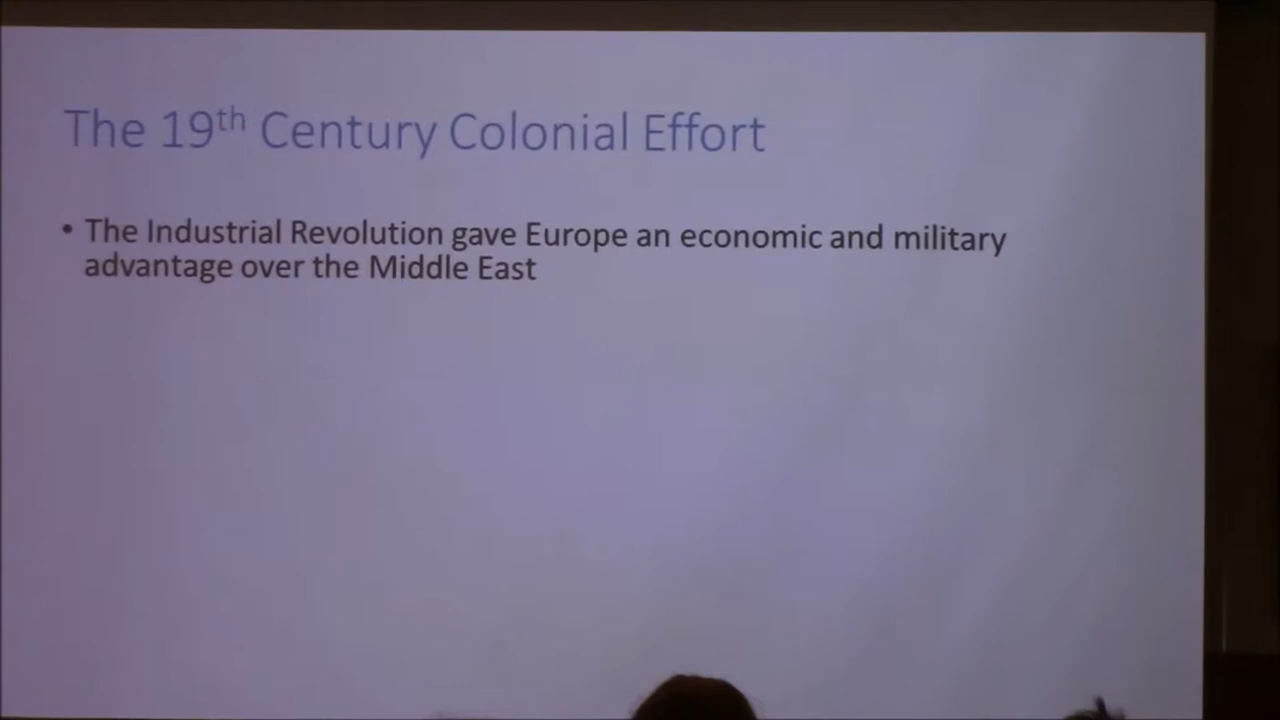 The 19th Century Colonial Effort
• The Industrial Revolution gave Europe an economic and military
advantage over the Middle East